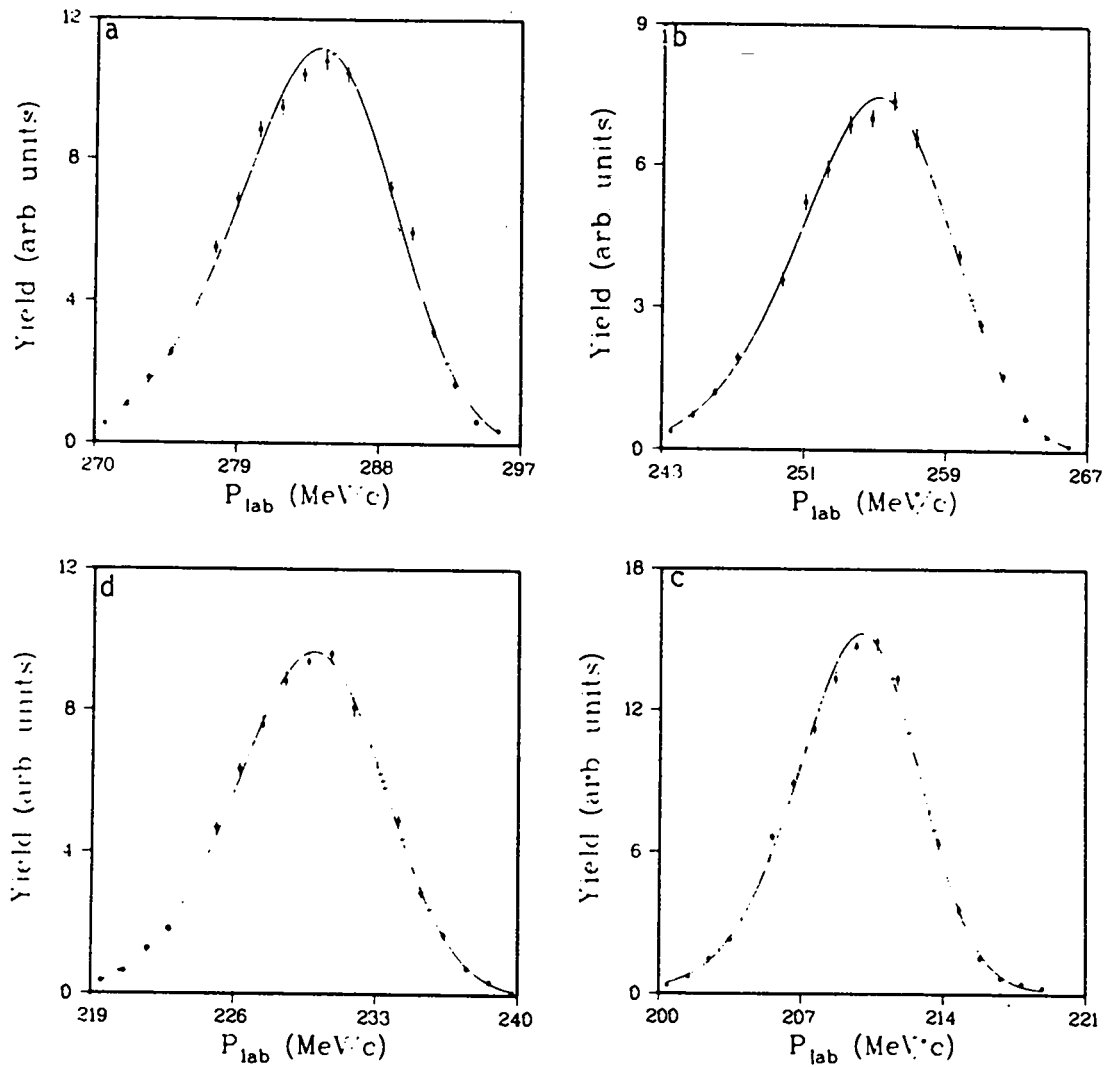 a
12
8
4
0
Yield (arb units)
270 279 288 297
P_lab (MeV/c)
b
9
6
3
0
Yield (arb units)
243 251 259 267
P_lab (MeV/c)
d
12
8
4
0
Yield (arb units)
219 226 233 240
P_lab (MeV/c)
c
18
12
6
0
Yield (arb units)
200 207 214 221
P_lab (MeV/c)